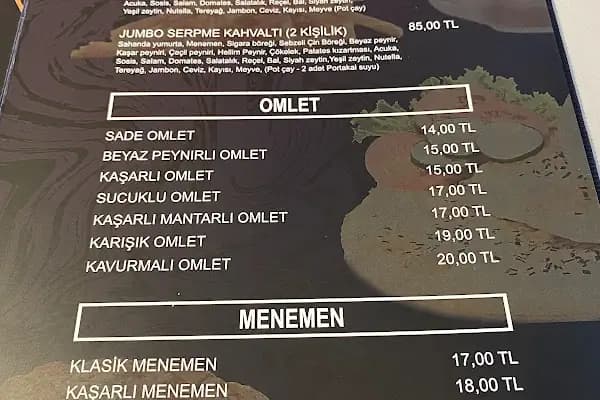 Acuka, Sosis, Salam, Domates, Salatalık, Reçel, Bal, Siyah zeytin,
Yeşil zeytin, Nutella, Tereyağ, Jambon, Ceviz, Kayısı, Meyve (Pot çay)
JUMBO SERPME KAHVALTI (2 KİŞİLİK) 85,00 TL
Sahanda yumurta, Menemen, Sigara böreği, Sebzeli Çin Böreği, Beyaz peynir,
Kaşar peyniri, Çeçil peyniri, Hellim Peynir, Çökelek, Patates kızartması, Acuka,
Sosis, Salam, Domates, Salatalık, Reçel, Bal, Siyah zeytin,Yeşil zeytin, Nutella,
Tereyağ, Jambon, Ceviz, Kayısı, Meyve, (Pot çay - 2 adet Portakal suyu)
OMLET
SADE OMLET 14,00 TL
BEYAZ PEYNIRLI OMLET 15,00 TL
KAŞARLI OMLET 15,00 TL
SUCUKLU OMLET 17,00 TL
KAŞARLI MANTARLI OMLET 17,00 TL
KARIŞIK OMLET 19,00 TL
KAVURMALI OMLET 20,00 TL
MENEMEN
KLASİK MENEMEN 17,00 TL
KAŞARLI MENEMEN 18,00 TL